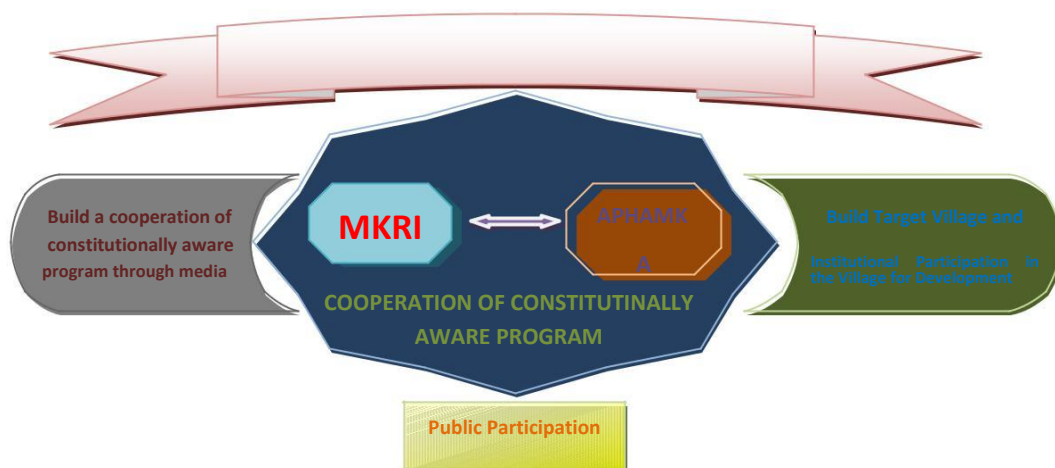 Build a cooperation of
constitutionally aware
program through media
MKRI
APHAMK
A
COOPERATION OF CONSTITUTINALLY
AWARE PROGRAM
Build Target Village and
Institutional Participation in
the Village for Development
Public Participation